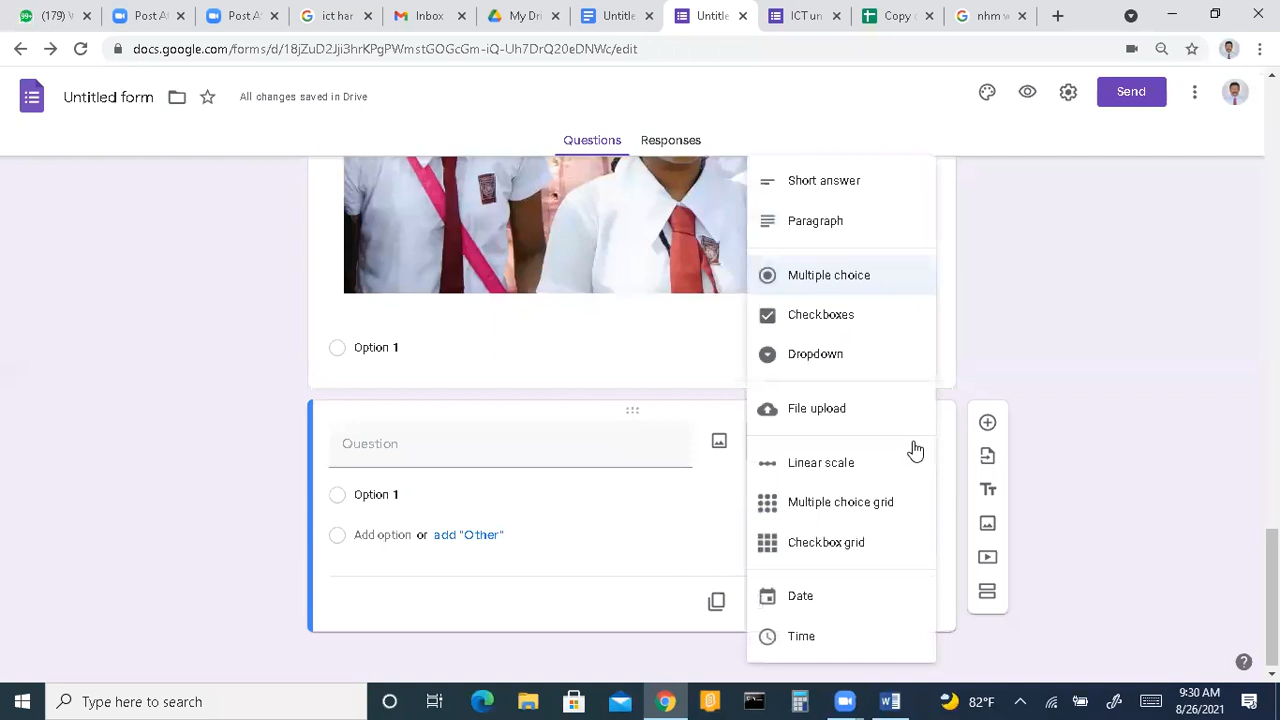 (19+)
Post A
Post A
ict har
Inbox
My Dri
Untitle
Untitle
ICT un
Copy c
nhm w
docs.google.com/forms/d/18jZuD2Jji3hrKPgPWmstGOGcGm-iQ-Uh7DrQ20eDNWc/edit
Untitled form
All changes saved in Drive
Send
Questions
Responses
Short answer
Paragraph
Multiple choice
Checkboxes
Dropdown
File upload
Linear scale
Multiple choice grid
Checkbox grid
Date
Time
Option 1
Question
Option 1
Add option or add "Other"
Tт
Type here to search
82°F
9:30 AM
8/26/2021